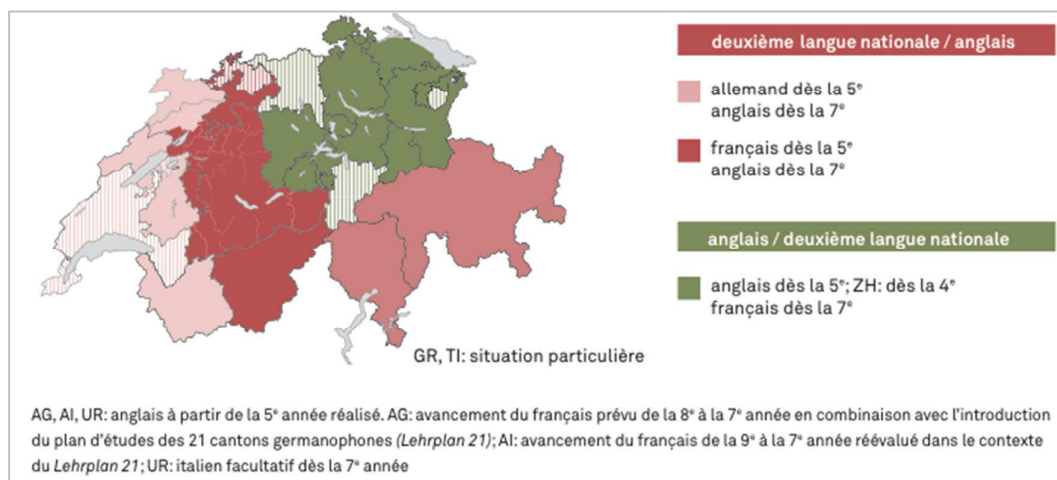 deuxième langue nationale / anglais
allemand dès la 5e
anglais dès la 7e
français dès la 5e
anglais dès la 7e
anglais / deuxième langue nationale
anglais dès la 5e; ZH: dès la 4e
français dès la 7e
GR, TI: situation particulière
AG, AI, UR: anglais à partir de la 5e année réalisé. AG: avancement du français prévu de la 8e à la 7e année en combinaison avec l'introduction
du plan d'études des 21 cantons germanophones (Lehrplan 21); AI: avancement du français de la 9e à la 7e année réévalué dans le contexte
du Lehrplan 21; UR: italien facultatif dès la 7e année